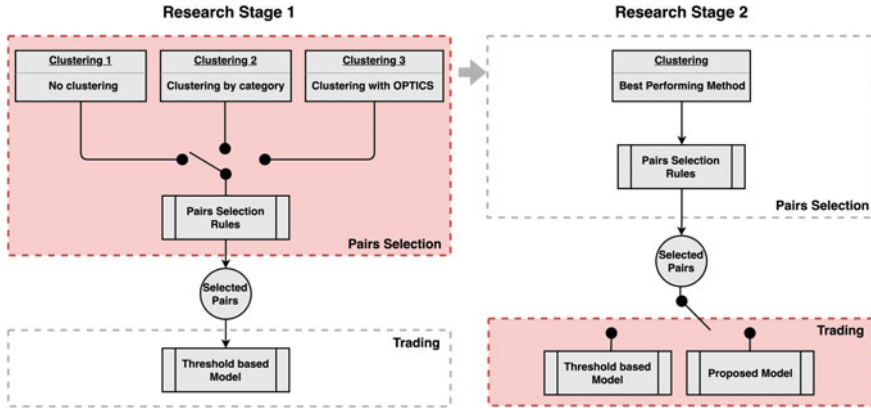 Research Stage 1
Clustering 1
No clustering
Clustering 2
Clustering by category
Clustering 3
Clustering with OPTICS
Pairs Selection
Rules
Pairs Selection
Selected
Pairs
Trading
Threshold based
Model
Research Stage 2
Clustering
Best Performing Method
Pairs Selection
Rules
Pairs Selection
Selected
Pairs
Trading
Threshold based
Model
Proposed Model